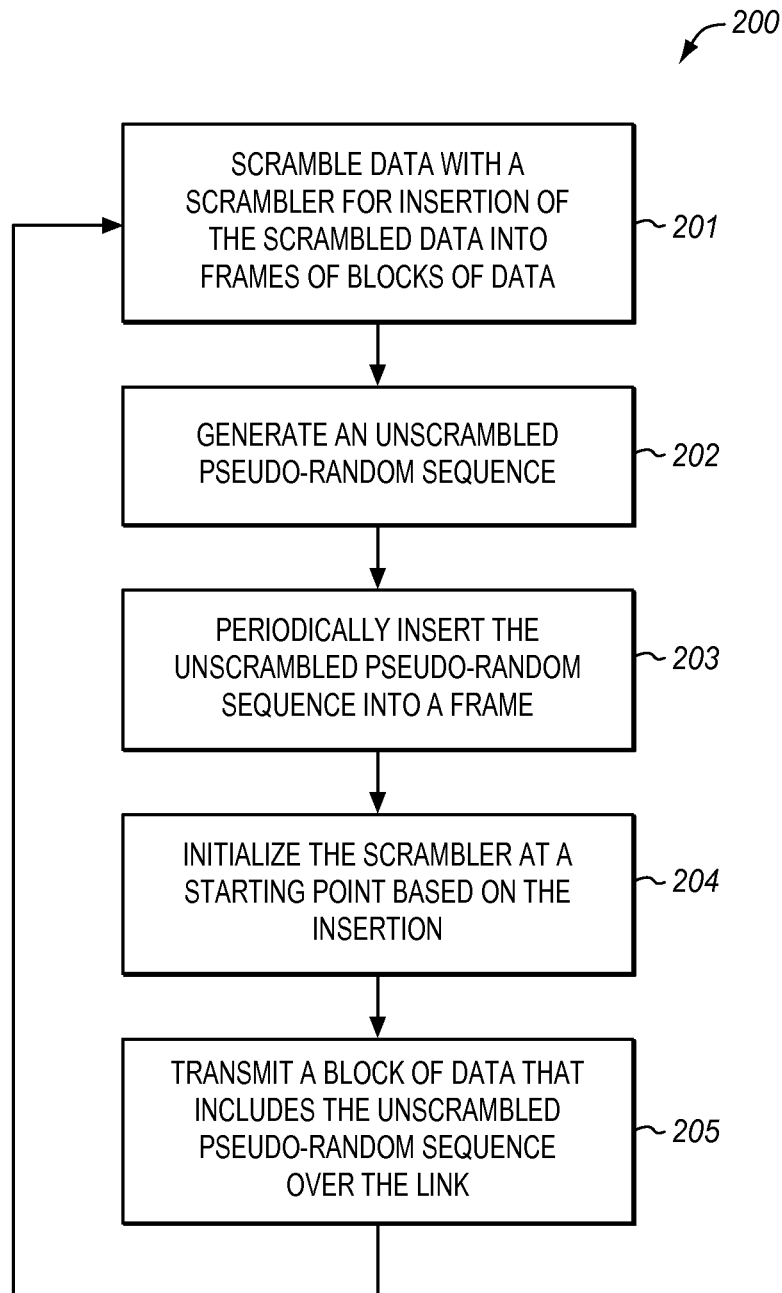 200
SCRAMBLE DATA WITH A
SCRAMBLER FOR INSERTION OF
THE SCRAMBLED DATA INTO
FRAMES OF BLOCKS OF DATA
201
GENERATE AN UNSCRAMBLED
PSEUDO-RANDOM SEQUENCE
202
PERIODICALLY INSERT THE
UNSCRAMBLED PSEUDO-RANDOM
SEQUENCE INTO A FRAME
203
INITIALIZE THE SCRAMBLER AT A
STARTING POINT BASED ON THE
INSERTION
204
TRANSMIT A BLOCK OF DATA THAT
INCLUDES THE UNSCRAMBLED
PSEUDO-RANDOM SEQUENCE
OVER THE LINK
205